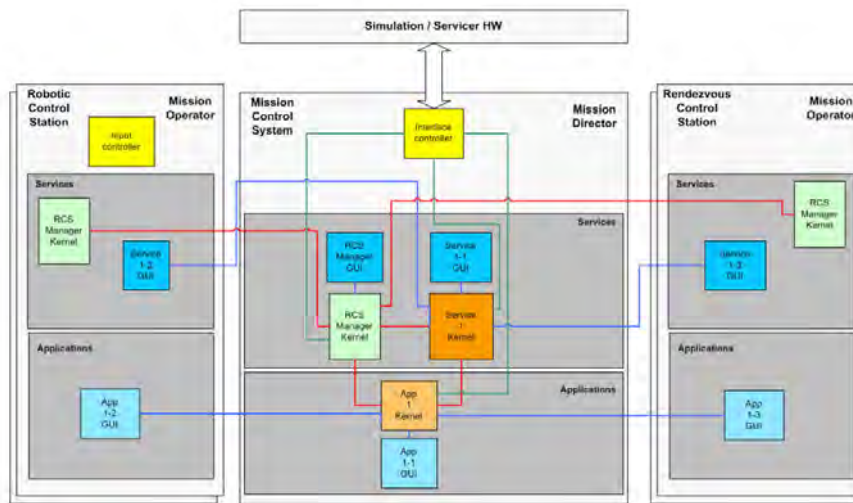 Simulation / Servicer HW
Robotic
Control
Station
Mission
Operator
Input
controller
Services
RCS
Manager
Kernel
Service
1-2
GUI
Applications
App
1-2
GUI
Mission
Control
System
Mission
Director
Interface
controller
Services
RCS
Manager
GUI
Service
1-1
GUI
RCS
Manager
Kernel
Service
1
Kernel
Applications
App
1
Kernel
App
1-1
GUI
Rendezvous
Control
Station
Mission
Operator
Services
RCS
Manager
Kernel
Service
1-3
GUI
Applications
App
1-3
GUI